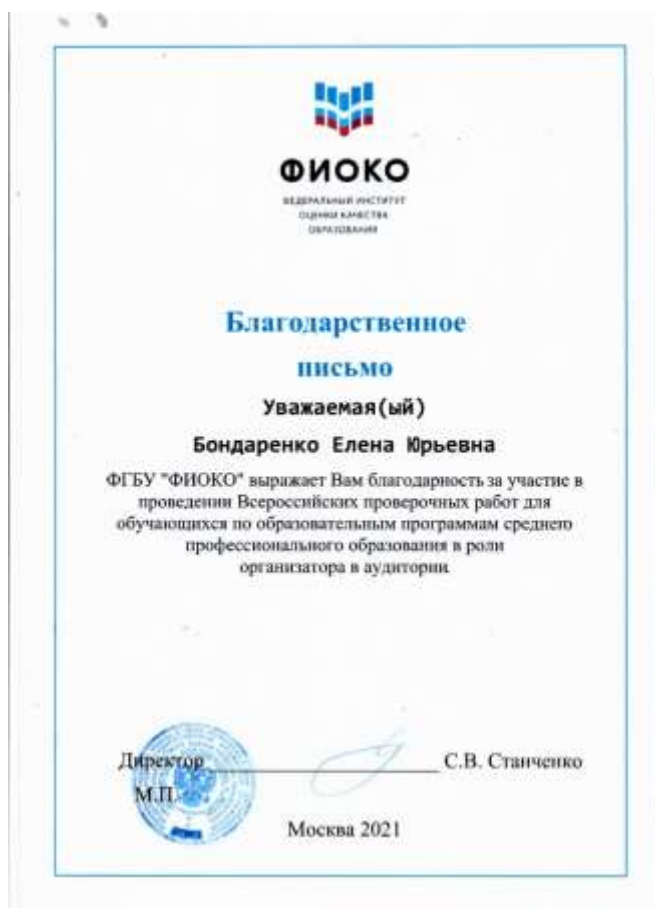 ФИОКО
ФЕДЕРАЛЬНЫЙ ИНСТИТУТ
ОЦЕНКИ КАЧЕСТВА
ОБРАЗОВАНИЯ
Благодарственное
письмо
Уважаемая(ый)
Бондаренко Елена Юрьевна
ФГБУ "ФИОКО" выражает Вам благодарность за участие в
проведении Всероссийских проверочных работ для
обучающихся по образовательным программам среднего
профессионального образования в роли
организатора в аудитории
Директор С.В. Станченко
М.П.
Москва 2021